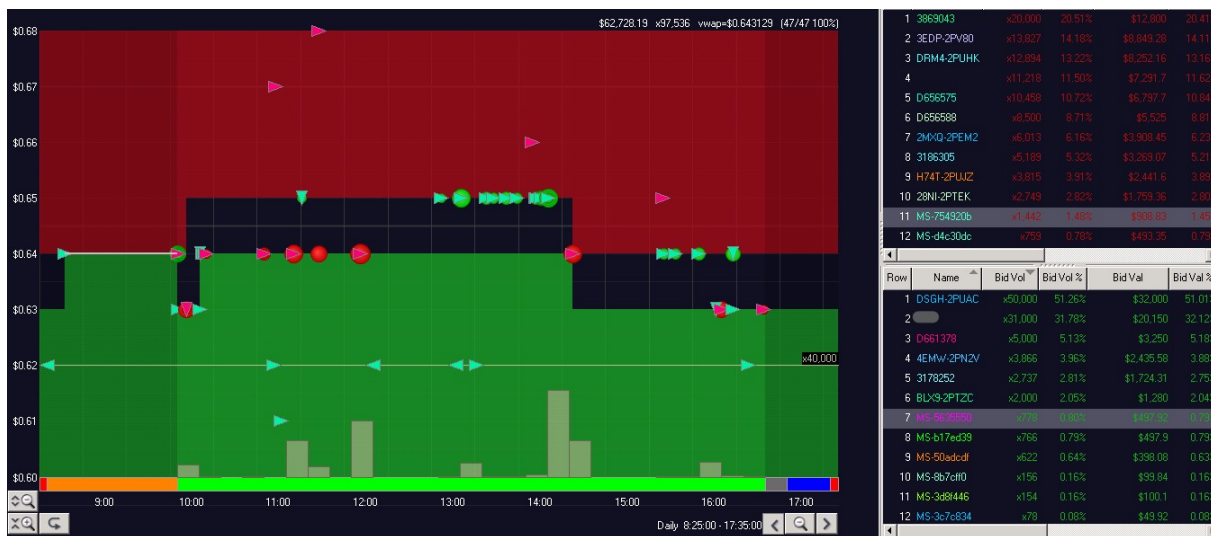 $62,728.19 x97,536 vwap=$0.643129 (47/47 100%)
$0.68
$0.67
$0.66
$0.65
$0.64
$0.63
$0.62
$0.61
$0.60
x40,000
9:00 10:00 11:00 12:00 13:00 14:00 15:00 16:00 17:00
Daily 8:25:00 - 17:35:00
1 3869043 x20,000 20.51% $12,800 20.41
2 3EDP-2PV80 x13,827 14.18% $8,849.28 14.11
3 DRM4-2PUHK x12,894 13.22% $8,252.16 13.16
4 x11,218 11.50% $7,291.7 11.62
5 D656575 x10,458 10.72% $6,797.7 10.84
6 D656588 x8,500 8.71% $5,525 8.81
7 2MXQ-2PEM2 x6,013 6.16% $3,908.45 6.23
8 3186305 x5,189 5.32% $3,269.07 5.21
9 H74T-2PUJZ x3,815 3.91% $2,441.6 3.89
10 28NI-2PTEK x2,749 2.82% $1,759.36 2.80
11 MS-754920b x1,442 1.48% $908.83 1.45
12 MS-d4c30dc x759 0.78% $493.35 0.79
Row Name Bid Vol Bid Vol % Bid Val Bid Val %
1 DSGH-2PUAC x50,000 51.26% $32,000 51.01
2 x31,000 31.78% $20,150 32.12
3 D661378 x5,000 5.13% $3,250 5.18
4 4EMW-2PN2V x3,866 3.96% $2,435.58 3.88
5 3178252 x2,737 2.81% $1,724.31 2.75
6 BLX9-2PTZC x2,000 2.05% $1,280 2.04
7 MS-5635550 x778 0.80% $497.92 0.79
8 MS-b17ed39 x766 0.79% $497.9 0.79
9 MS-50adcdf x622 0.64% $398.08 0.63
10 MS-8b7cff0 x156 0.16% $99.84 0.16
11 MS-3d8f446 x154 0.16% $100.1 0.16
12 MS-3c7c834 x78 0.08% $49.92 0.08